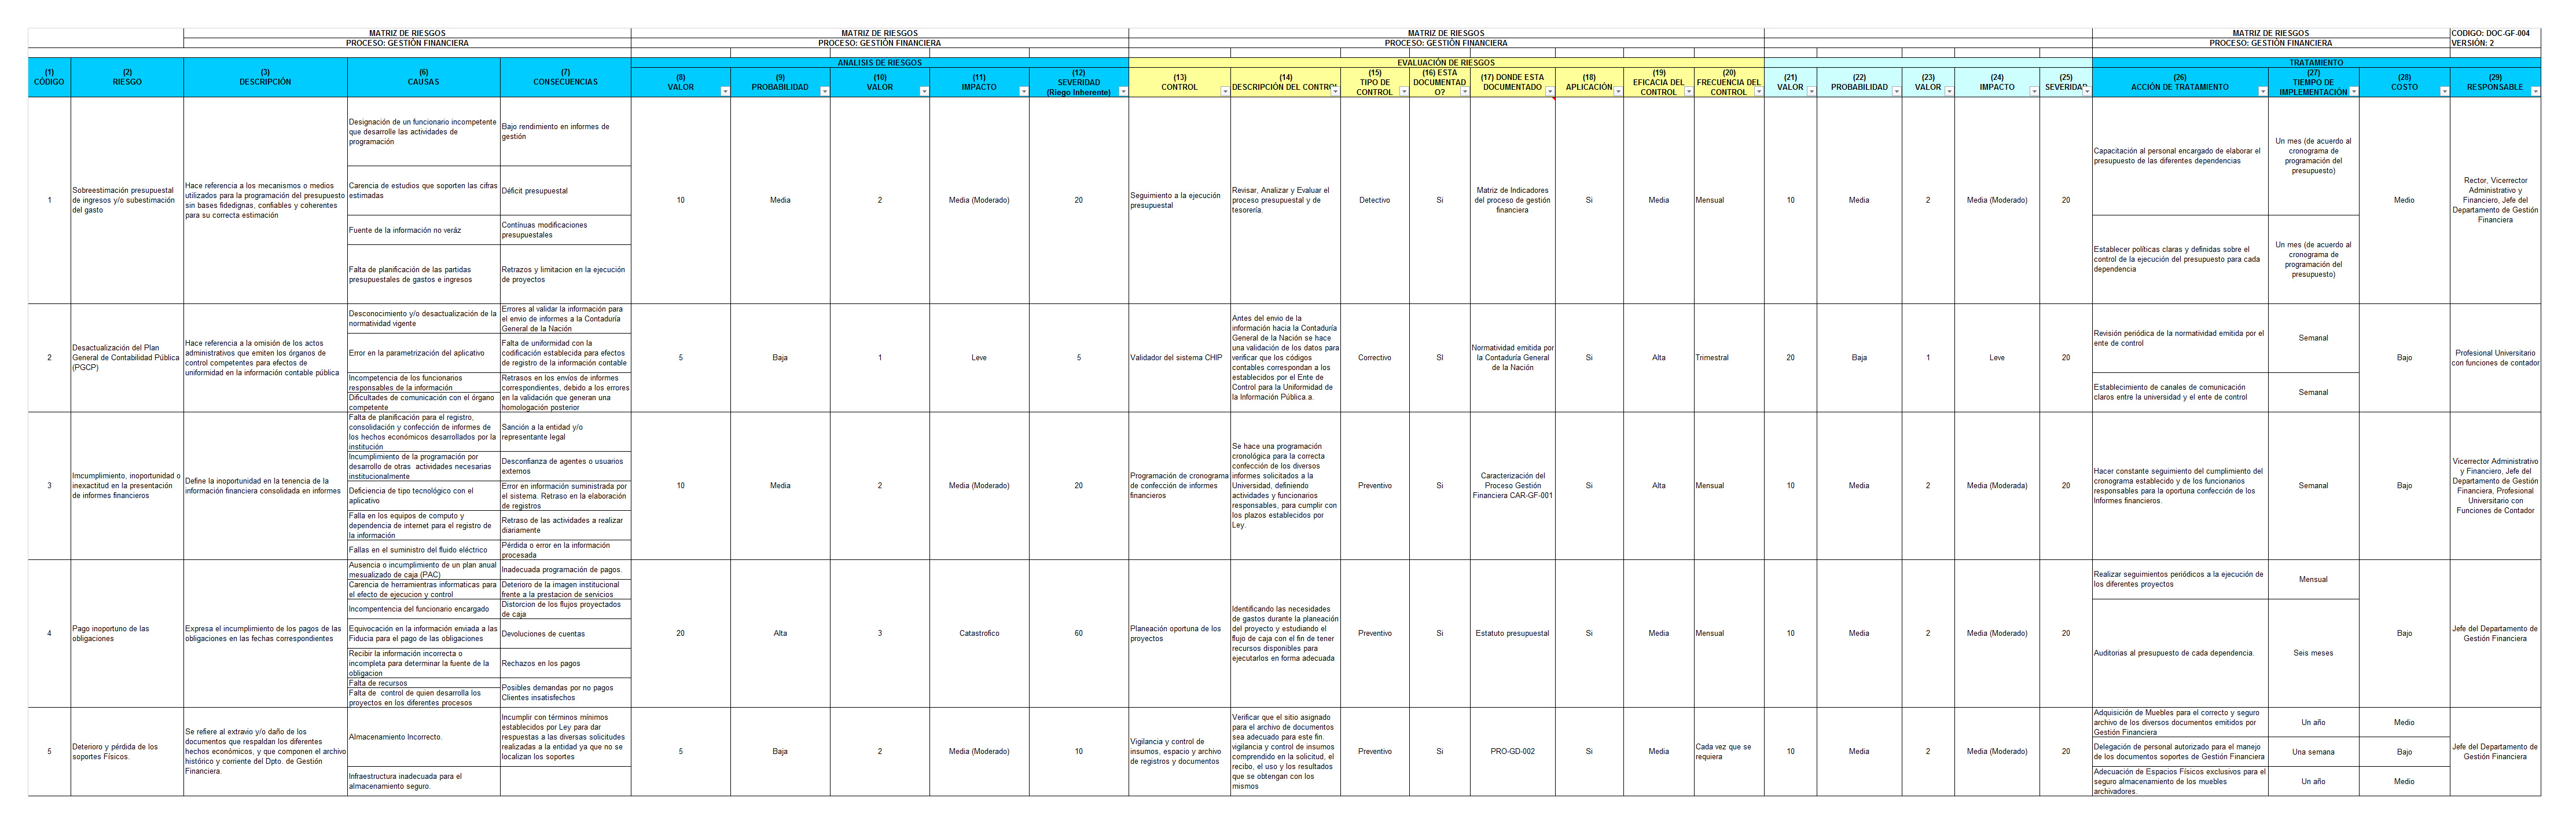 MATRIZ DE RIESGOS
PROCESO: GESTIÓN FINANCIERA
MATRIZ DE RIESGOS
PROCESO: GESTIÓN FINANCIERA
MATRIZ DE RIESGOS
PROCESO: GESTIÓN FINANCIERA
MATRIZ DE RIESGOS
PROCESO: GESTIÓN FINANCIERA
CODIGO: DOC-GF-004
VERSIÓN: 2
ANALISIS DE RIESGOS
EVALUACIÓN DE RIESGOS
TRATAMIENTO
(1)
CÓDIGO
(2)
RIESGO
(3)
DESCRIPCIÓN
(6)
CAUSAS
(7)
CONSECUENCIAS
(8)
VALOR
(9)
PROBABILIDAD
(10)
VALOR
(11)
IMPACTO
(12)
SEVERIDAD
(Riego Inherente)
(13)
CONTROL
(14)
DESCRIPCIÓN DEL CONTROL
(15)
TIPO DE
CONTROL
(16) ESTA
DOCUMENTAD
O?
(17) DONDE ESTA
DOCUMENTADO
(18)
APLICACIÓN
(19)
EFICACIA DEL
CONTROL
(20)
FRECUENCIA DEL
CONTROL
(21)
VALOR
(22)
PROBABILIDAD
(23)
VALOR
(24)
IMPACTO
(25)
SEVERIDAD
(26)
ACCIÓN DE TRATAMIENTO
(27)
TIEMPO DE
IMPLEMENTACIÓN
(28)
COSTO
(29)
RESPONSABLE
1
Sobreestimación presupuestal
de ingresos y/o subestimación
del gasto
Hace referencia a los mecanismos o medios
utilizados para la programación del presupuesto
sin bases fidedignas, confiables y coherentes
para su correcta estimación
Designación de un funcionario incompetente
que desarrolle las actividades de
programación
Bajo rendimiento en informes de
gestión
Carencia de estudios que soporten las cifras
estimadas
Déficit presupuestal
Fuente de la información no veráz
Contínuas modificaciones
presupuestales
Falta de planificación de las partidas
presupuestales de gastos e ingresos
Retrazos y limitacion en la ejecución
de proyectos
10
Media
2
Media (Moderado)
20
Seguimiento a la ejecución
presupuestal
Revisar, Analizar y Evaluar el
proceso presupuestal y de
tesorería.
Detectivo
Si
Matriz de Indicadores
del proceso de gestión
financiera
Si
Media
Mensual
10
Media
2
Media (Moderado)
20
Capacitación al personal encargado de elaborar el
presupuesto de las diferentes dependencias
Un mes (de acuerdo al
cronograma de
programación del
presupuesto)
Establecer políticas claras y definidas sobre el
control de la ejecución del presupuesto para cada
dependencia
Un mes (de acuerdo al
cronograma de
programación del
presupuesto)
Medio
Rector, Vicerrector
Administrativo y
Financiero, Jefe del
Departamento de Gestión
Financiera
2
Desactualización del Plan
General de Contabilidad Pública
(PGCP)
Hace referencia a la omisión de los actos
administrativos que emiten los órganos de
control competentes para efectos de
uniformidad en la información contable pública
Desconocimiento y/o desactualización de la
normatividad vigente
Errores al validar la información para
el envio de informes a la Contaduría
General de la Nación
Error en la parametrización del aplicativo
Falta de uniformidad con la
codificación establecida para efectos
de registro de la información contable
Incompetencia de los funcionarios
responsables de la información
Dificultades de comunicación con el órgano
competente
Retrasos en los envíos de informes
correspondientes, debido a los errores
en la validación que generan una
homologación posterior
5
Baja
1
Leve
5
Validador del sistema CHIP
Antes del envio de la
información hacia la Contaduría
General de la Nación se hace
una validación de los datos para
verificar que los códigos
contables correspondan a los
establecidos por el Ente de
Control para la Uniformidad de
la Información Pública.a.
Correctivo
SI
Normatividad emitida por
la Contaduría General
de la Nación
Si
Alta
Trimestral
20
Baja
1
Leve
20
Revisión periódica de la normatividad emitida por el
ente de control
Semanal
Establecimiento de canales de comunicación
claros entre la universidad y el ente de control
Semanal
Bajo
Profesional Universitario
con funciones de contador
3
Imcumplimiento, inoportunidad o
inexactitud en la presentación
de informes financieros
Define la inoportunidad en la tenencia de la
información financiera consolidada en informes
Falta de planificación para el registro,
consolidación y confección de informes de
los hechos económicos desarrollados por la
institución
Sanción a la entidad y/o
representante legal
Incumplimiento de la programación por
desarrollo de otras  actividades necesarias
institucionalmente
Desconfianza de agentes o usuarios
externos
Deficiencia de tipo tecnológico con el
aplicativo
Error en información suministrada por
el sistema. Retraso en la elaboración
de registros
Falla en los equipos de computo y
dependencia de internet para el registro de
la información
Retraso de las actividades a realizar
diariamente
Fallas en el suministro del fluido eléctrico
Pérdida o error en la información
procesada
10
Media
2
Media (Moderado)
20
Programación de cronograma
de confección de informes
financieros
Se hace una programación
cronológica para la correcta
confección de los diversos
informes solicitados a la
Universidad, definiendo
actividades y funcionarios
responsables, para cumplir con
los plazos establecidos por
Ley.
Preventivo
Si
Caracterización del
Proceso Gestión
Financiera CAR-GF-001
Si
Alta
Mensual
10
Media
2
Media (Moderada)
20
Hacer constante seguimiento del cumplimiento del
cronograma establecido y de los funcionarios
responsables para la oportuna confección de los
Informes financieros.
Semanal
Bajo
Vicerrector Administrativo
y Financiero, Jefe del
Departamento de Gestión
Financiera, Profesional
Universitario con
Funciones de Contador
4
Pago inoportuno de las
obligaciones
Expresa el incumplimiento de los pagos de las
obligaciones en las fechas correspondientes
Ausencia o incumplimiento de un plan anual
mesualizado de caja (PAC)
Inadecuada programación de pagos.
Carencia de herramientras informaticas para
el efecto de ejecucion y control
Deterioro de la imagen institucional
frente a la prestacion de servicios
Incompentencia del funcionario encargado
Distorcion de los flujos proyectados
de caja
Equivocación en la información enviada a las
Fiducia para el pago de las obligaciones
Devoluciones de cuentas
Recibir la información incorrecta o
incompleta para determinar la fuente de la
obligacion
Rechazos en los pagos
Falta de recursos
Falta de  control de quien desarrolla los
proyectos en los diferentes procesos
Posibles demandas por no pagos
Clientes insatisfechos
20
Alta
3
Catastrofico
60
Planeación oportuna de los
proyectos
Identificando las necesidades
de gastos durante la planeación
del proyecto y estudiando el
flujo de caja con el fin de tener
recursos disponibles para
ejecutarlos en forma adecuada
Preventivo
Si
Estatuto presupuestal
Si
Media
Mensual
10
Media
2
Media (Moderado)
20
Realizar seguimientos periódicos a la ejecución de
los diferentes proyectos
Mensual
Auditorias al presupuesto de cada dependencia.
Seis meses
Bajo
Jefe del Departamento de
Gestión Financiera
5
Deterioro y pérdida de los
soportes Físicos.
Se refiere al extravio y/o daño de los
documentos que respaldan los diferentes
hechos económicos, y que componen el archivo
histórico y corriente del Dpto. de Gestión
Financiera.
Almacenamiento Incorrecto.
Incumplir con términos mínimos
establecidos por Ley para dar
respuestas a las diversas solicitudes
realizadas a la entidad ya que no se
localizan los soportes
Infraestructura inadecuada para el
almacenamiento seguro.
5
Baja
2
Media (Moderado)
10
Vigilancia y control de
insumos, espacio y archivo
de registros y documentos
Verificar que el sitio asignado
para el archivo de documentos
sea adecuado para este fin.
vigilancia y control de insumos
comprendido en la solicitud, el
recibo, el uso y los resultados
que se obtengan con los
mismos
Preventivo
Si
PRO-GD-002
Si
Media
Cada vez que se
requiera
10
Media
2
Media (Moderado)
20
Adquisición de Muebles para el correcto y seguro
archivo de los diversos documentos emitidos por
Gestión Financiera
Un año
Medio
Delegación de personal autorizado para el manejo
de los documentos soportes de Gestión Financiera
Una semana
Bajo
Adecuación de Espacios Físicos exclusivos para el
seguro almacenamiento de los muebles
archivadores.
Un año
Medio
Jefe del Departamento de
Gestión Financiera